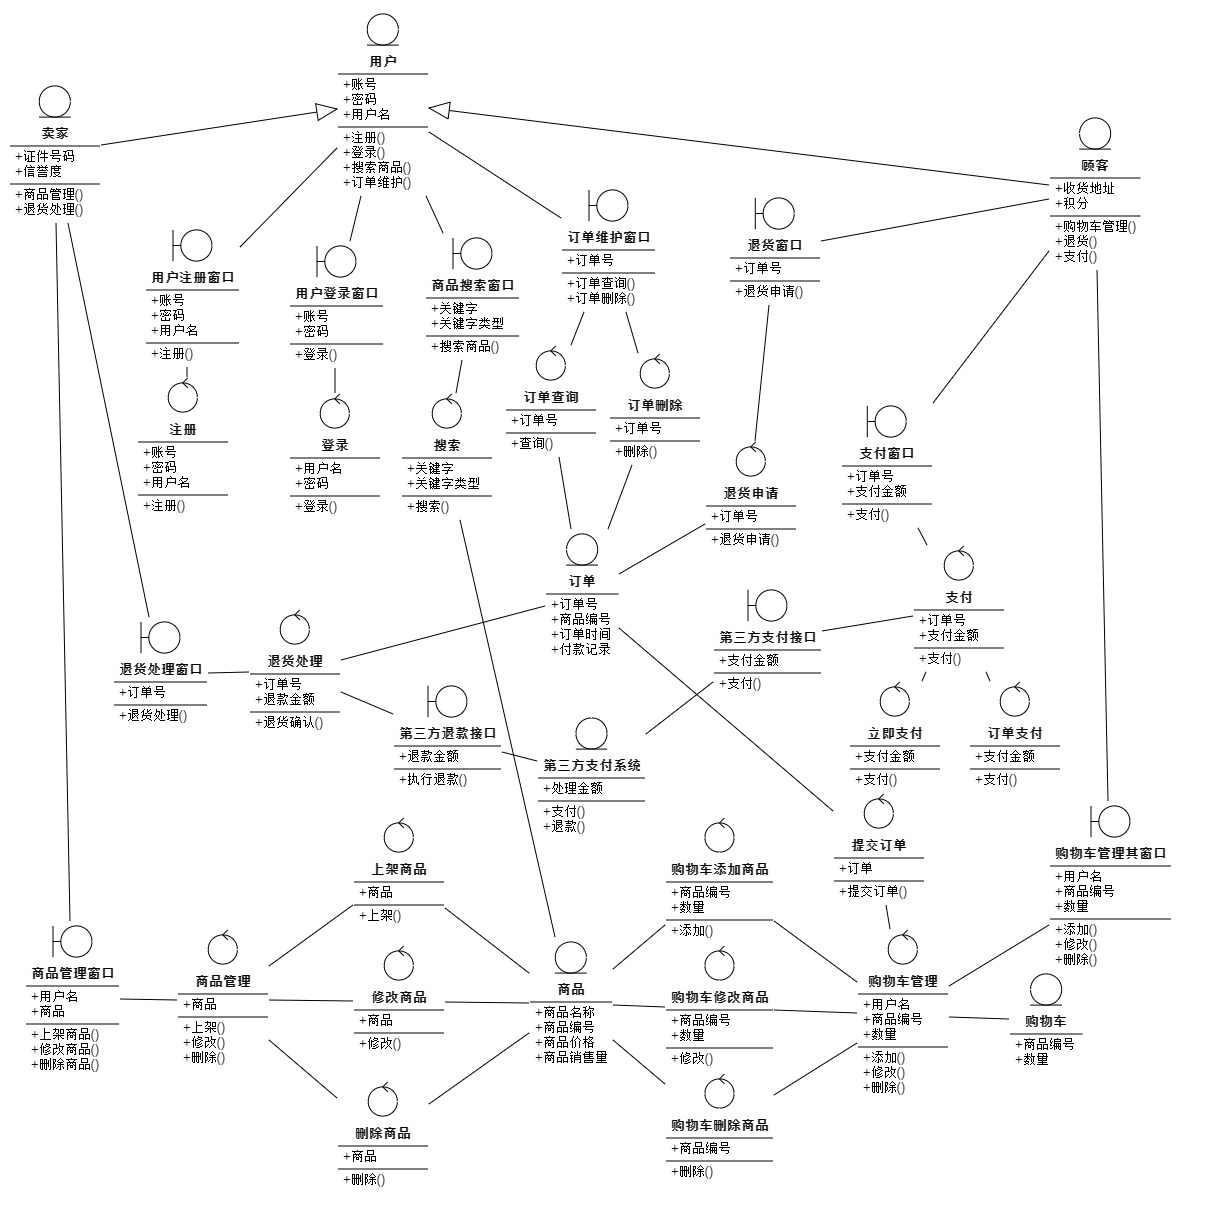 用户
+账号
+密码
+用户名
+注册()
+登录()
+搜索商品()
+订单维护()
卖家
+证件号码
+信誉度
+商品管理()
+退货处理()
顾客
+收货地址
+积分
+购物车管理()
+退货()
+支付()
用户注册窗口
+账号
+密码
+用户名
+注册()
用户登录窗口
+账号
+密码
+登录()
商品搜索窗口
+关键字
+关键字类型
+搜索商品()
订单维护窗口
+订单号
+订单查询()
+订单删除()
退货窗口
+订单号
+退货申请()
注册
+账号
+密码
+用户名
+注册()
登录
+用户名
+密码
+登录()
搜索
+关键字
+关键字类型
+搜索()
订单查询
+订单号
+查询()
订单删除
+订单号
+删除()
退货申请
+订单号
+退货申请()
支付窗口
+订单号
+支付金额
+支付()
订单
+订单号
+商品编号
+订单时间
+付款记录
支付
+订单号
+支付金额
+支付()
退货处理窗口
+订单号
+退货处理()
退货处理
+订单号
+退款金额
+退货确认()
第三方支付接口
+支付金额
+支付()
第三方退款接口
+退款金额
+执行退款()
第三方支付系统
+处理金额
+支付()
+退款()
立即支付
+支付金额
+支付()
订单支付
+支付金额
+支付()
上架商品
+商品
+上架()
购物车添加商品
+商品编号
+数量
+添加()
提交订单
+订单
+提交订单()
购物车管理其窗口
+用户名
+商品编号
+数量
+添加()
+修改()
+删除()
商品管理窗口
+用户名
+商品
+上架商品()
+修改商品()
+删除商品()
商品管理
+商品
+上架()
+修改()
+删除()
修改商品
+商品
+修改()
商品
+商品名称
+商品编号
+商品价格
+商品销售量
购物车修改商品
+商品编号
+数量
+修改()
购物车管理
+用户名
+商品编号
+数量
+添加()
+修改()
+删除()
购物车
+商品编号
+数量
删除商品
+商品
+删除()
购物车删除商品
+商品编号
+删除()